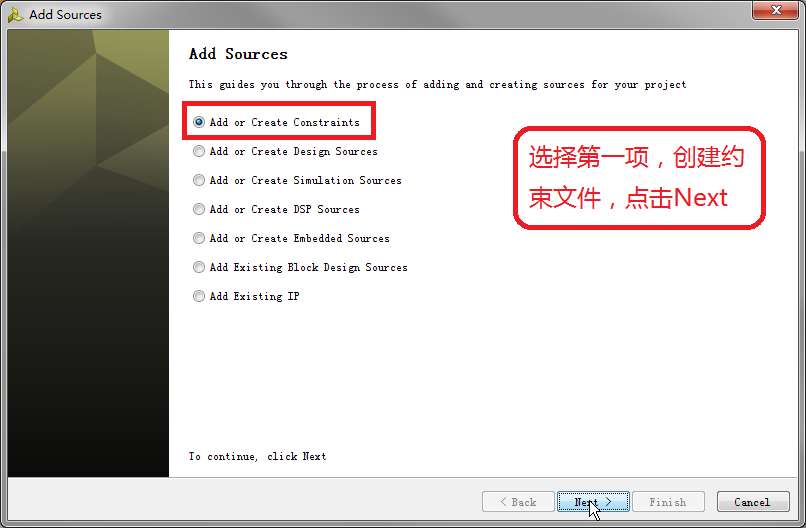 Add Sources
Add Sources
This guides you through the process of adding and creating sources for your project
Add or Create Constraints
Add or Create Design Sources
Add or Create Simulation Sources
Add or Create DSP Sources
Add or Create Embedded Sources
Add Existing Block Design Sources
Add Existing IP
选择第一项，创建约
束文件，点击Next
To continue, click Next
< Back
Next >
Finish
Cancel